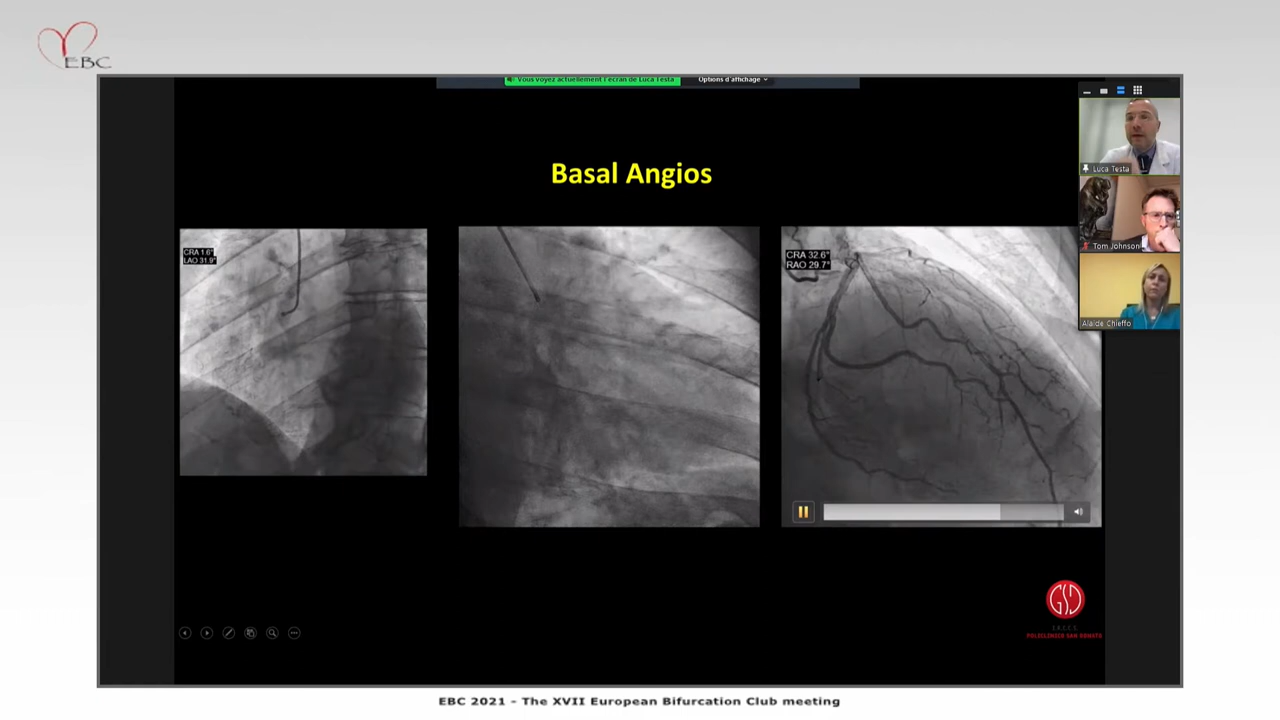 EBC
Vous voyez actuellement l'écran de Luca Testa
Options d'affichage
Basal Angios
CRA 1.6°
LAO 31.9°
CRA 32.6°
RAO 29.7°
Luca Testa
Tom Johnson
Alaide Chieffo
GSD
I.R.C.C.S.
POLICLINICO SAN DONATO
EBC 2021 - The XVII European Bifurcation Club meeting